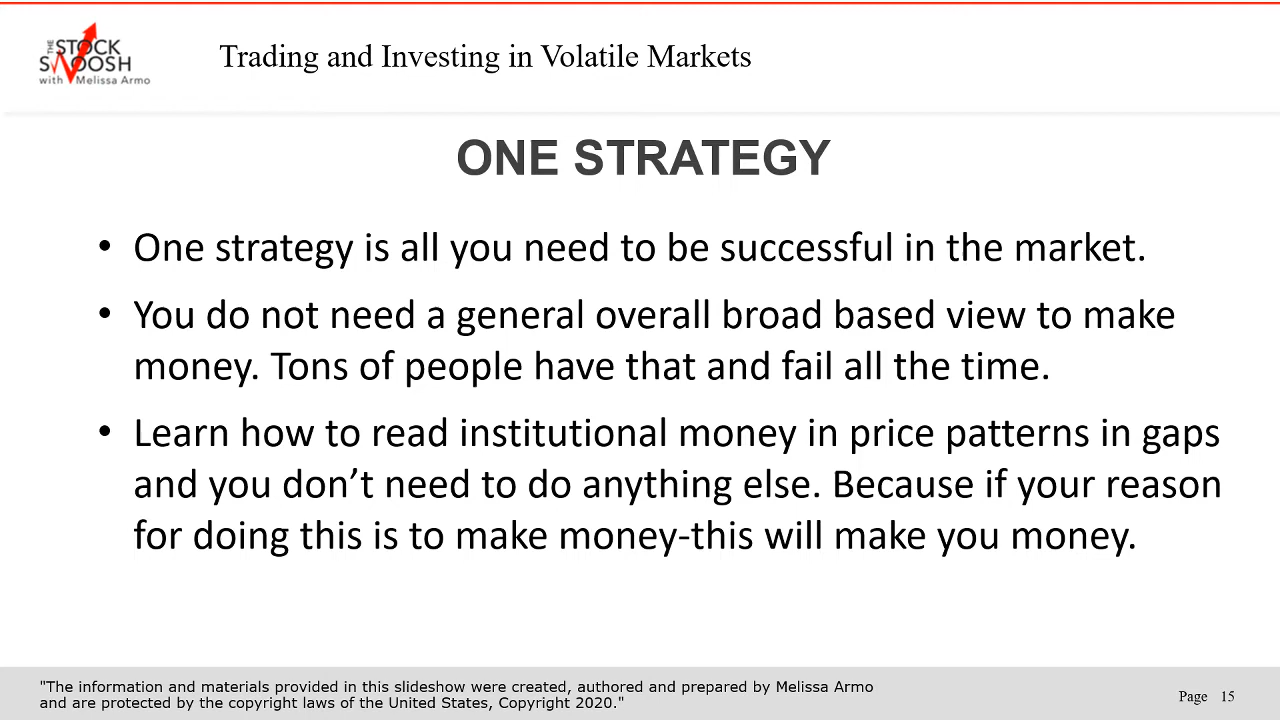 THE
STOCK
SWOOSH
with Melissa Armo
Trading and Investing in Volatile Markets
ONE STRATEGY
• One strategy is all you need to be successful in the market.
• You do not need a general overall broad based view to make
money. Tons of people have that and fail all the time.
• Learn how to read institutional money in price patterns in gaps
and you don’t need to do anything else. Because if your reason
for doing this is to make money-this will make you money.
"The information and materials provided in this slideshow were created, authored and prepared by Melissa Armo
and are protected by the copyright laws of the United States, Copyright 2020."
Page 15